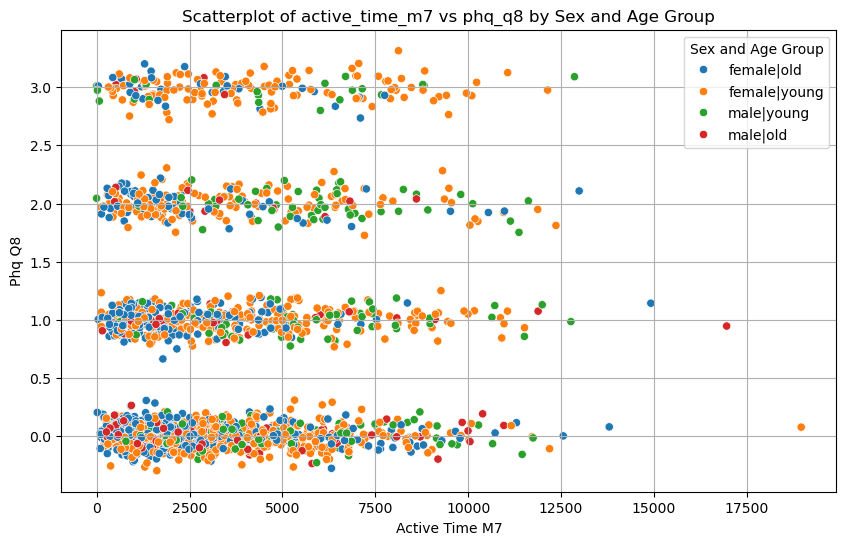 Scatterplot of active_time_m7 vs phq_q8 by Sex and Age Group
Sex and Age Group
female|old
female|young
male|young
male|old
3.0
2.5
2.0
1.5
1.0
0.5
0.0
Phq Q8
0
2500
5000
7500
10000
12500
15000
17500
Active Time M7